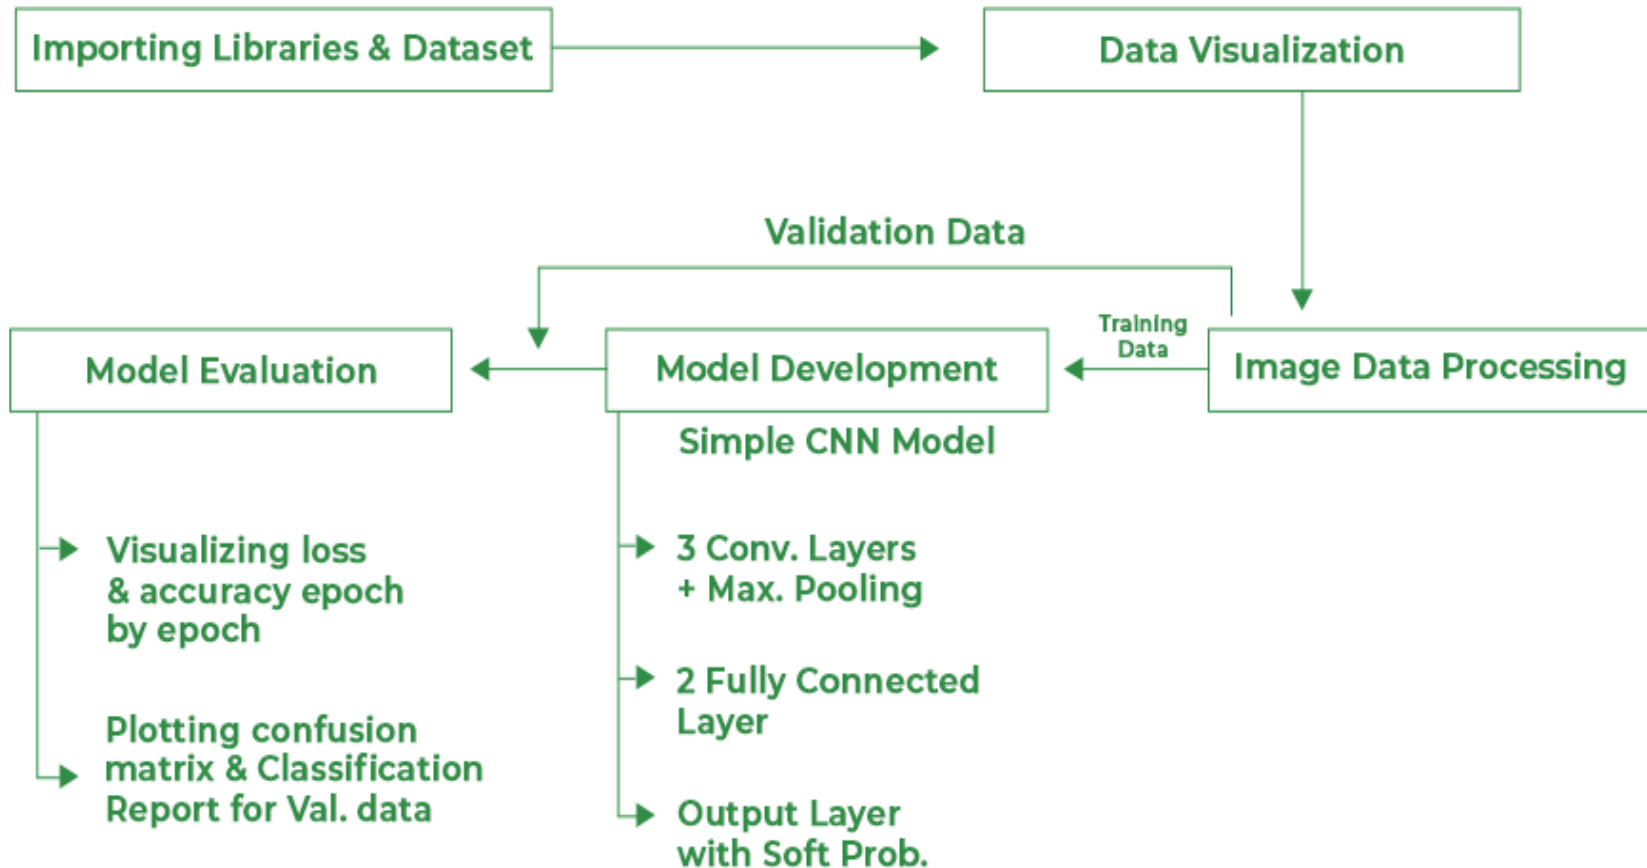 Importing Libraries & Dataset
Data Visualization
Validation Data
Training
Data
Model Evaluation
Model Development
Image Data Processing
Simple CNN Model
Visualizing loss
& accuracy epoch
by epoch
Plotting confusion
matrix & Classification
Report for Val. data
3 Conv. Layers
+ Max. Pooling
2 Fully Connected
Layer
Output Layer
with Soft Prob.